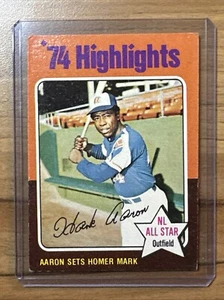 '74 Highlights
Hank Aaron
NL
ALL STAR
Outfield
AARON SETS HOMER MARK